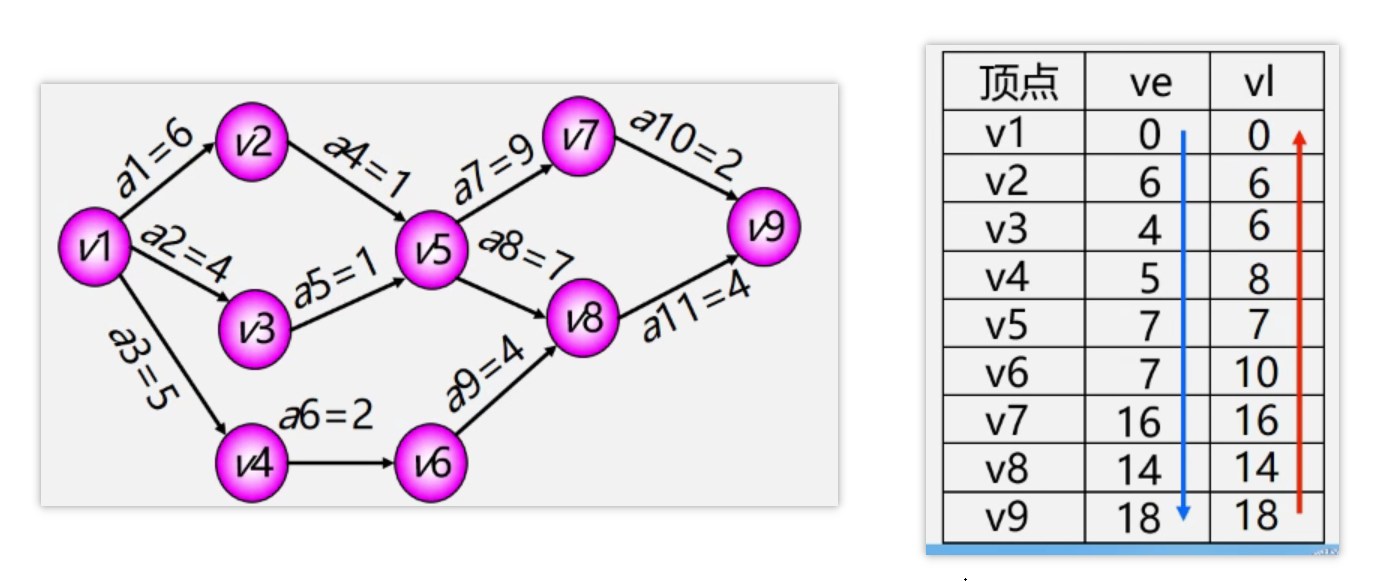 v1
v2
v3
v4
v5
v6
v7
v8
v9
a1=6
a2=4
a3=5
a4=1
a5=1
a6=2
a7=9
a8=7
a9=4
a10=2
a11=4
顶点 ve vl
v1 0 0
v2 6 6
v3 4 6
v4 5 8
v5 7 7
v6 7 10
v7 16 16
v8 14 14
v9 18 18